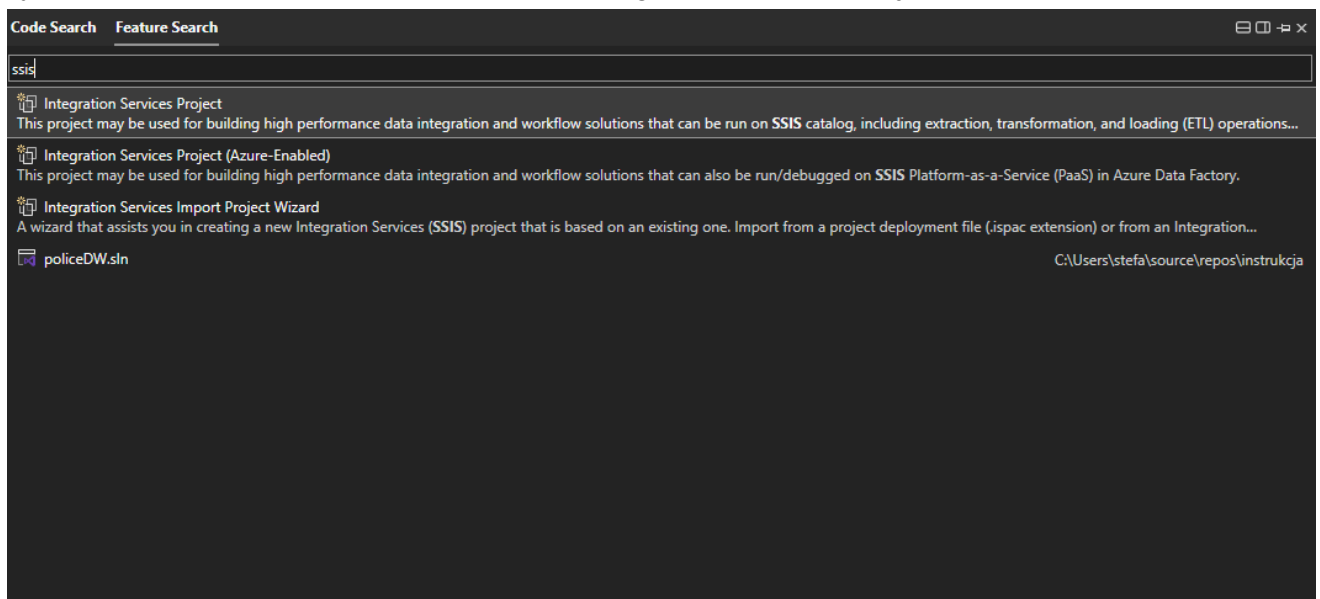 Code Search Feature Search
ssis
Integration Services Project
This project may be used for building high performance data integration and workflow solutions that can be run on SSIS catalog, including extraction, transformation, and loading (ETL) operations...
Integration Services Project (Azure-Enabled)
This project may be used for building high performance data integration and workflow solutions that can also be run/debugged on SSIS Platform-as-a-Service (PaaS) in Azure Data Factory.
Integration Services Import Project Wizard
A wizard that assists you in creating a new Integration Services (SSIS) project that is based on an existing one. Import from a project deployment file (.ispac extension) or from an Integration...
policeDW.sln C:\Users\stefa\source\repos\instrukcja